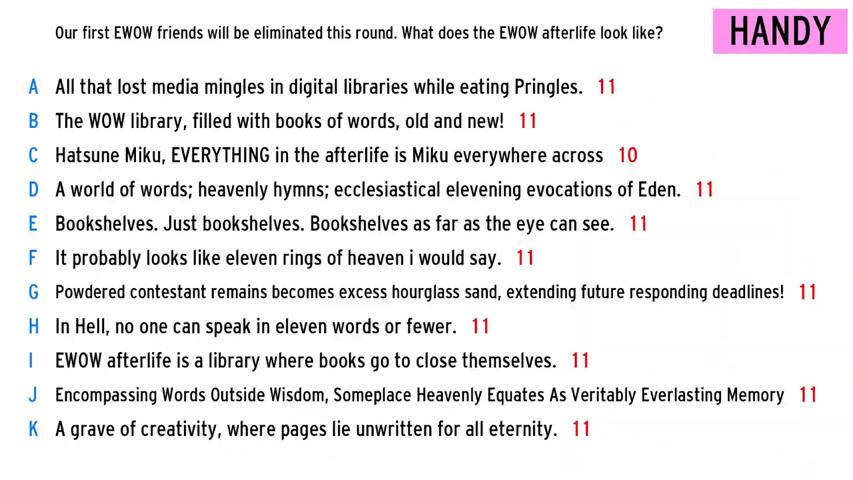 Our first EWOW friends will be eliminated this round. What does the EWOW afterlife look like?
HANDY
A All that lost media mingles in digital libraries while eating Pringles. 11
B The WOW library, filled with books of words, old and new! 11
C Hatsune Miku, EVERYTHING in the afterlife is Miku everywhere across 10
D A world of words; heavenly hymns; ecclesiastical elevening evocations of Eden. 11
E Bookshelves. Just bookshelves. Bookshelves as far as the eye can see. 11
F It probably looks like eleven rings of heaven i would say. 11
G Powdered contestant remains becomes excess hourglass sand, extending future responding deadlines! 11
H In Hell, no one can speak in eleven words or fewer. 11
I EWOW afterlife is a library where books go to close themselves. 11
J Encompassing Words Outside Wisdom, Someplace Heavenly Equates As Veritably Everlasting Memory 11
K A grave of creativity, where pages lie unwritten for all eternity. 11